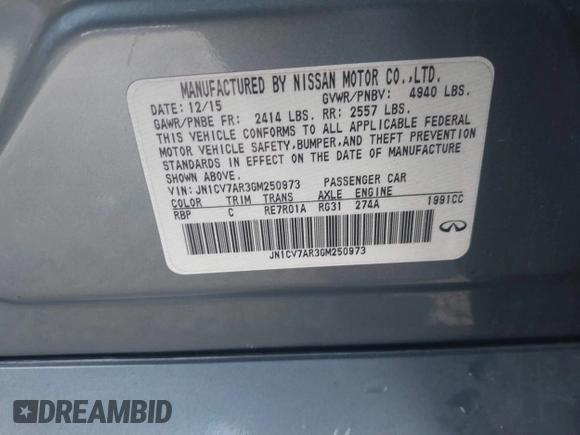 MANUFACTURED BY NISSAN MOTOR CO.,LTD.
DATE: 12/15 GVWR/PNBV: 4940 LBS.
GAWR/PNBE FR: 2414 LBS. RR: 2557 LBS.
THIS VEHICLE CONFORMS TO ALL APPLICABLE FEDERAL
MOTOR VEHICLE SAFETY,BUMPER,AND THEFT PREVENTION
STANDARDS IN EFFECT ON THE DATE OF MANUFACTURE
SHOWN ABOVE.
VIN: JN1CV7AR3GM250973 PASSENGER CAR
COLOR TRIM TRANS AXLE ENGINE
RBP C RE7R01A RG31 274A 1991CC
JN1CV7AR3GM250973
DREAMBID